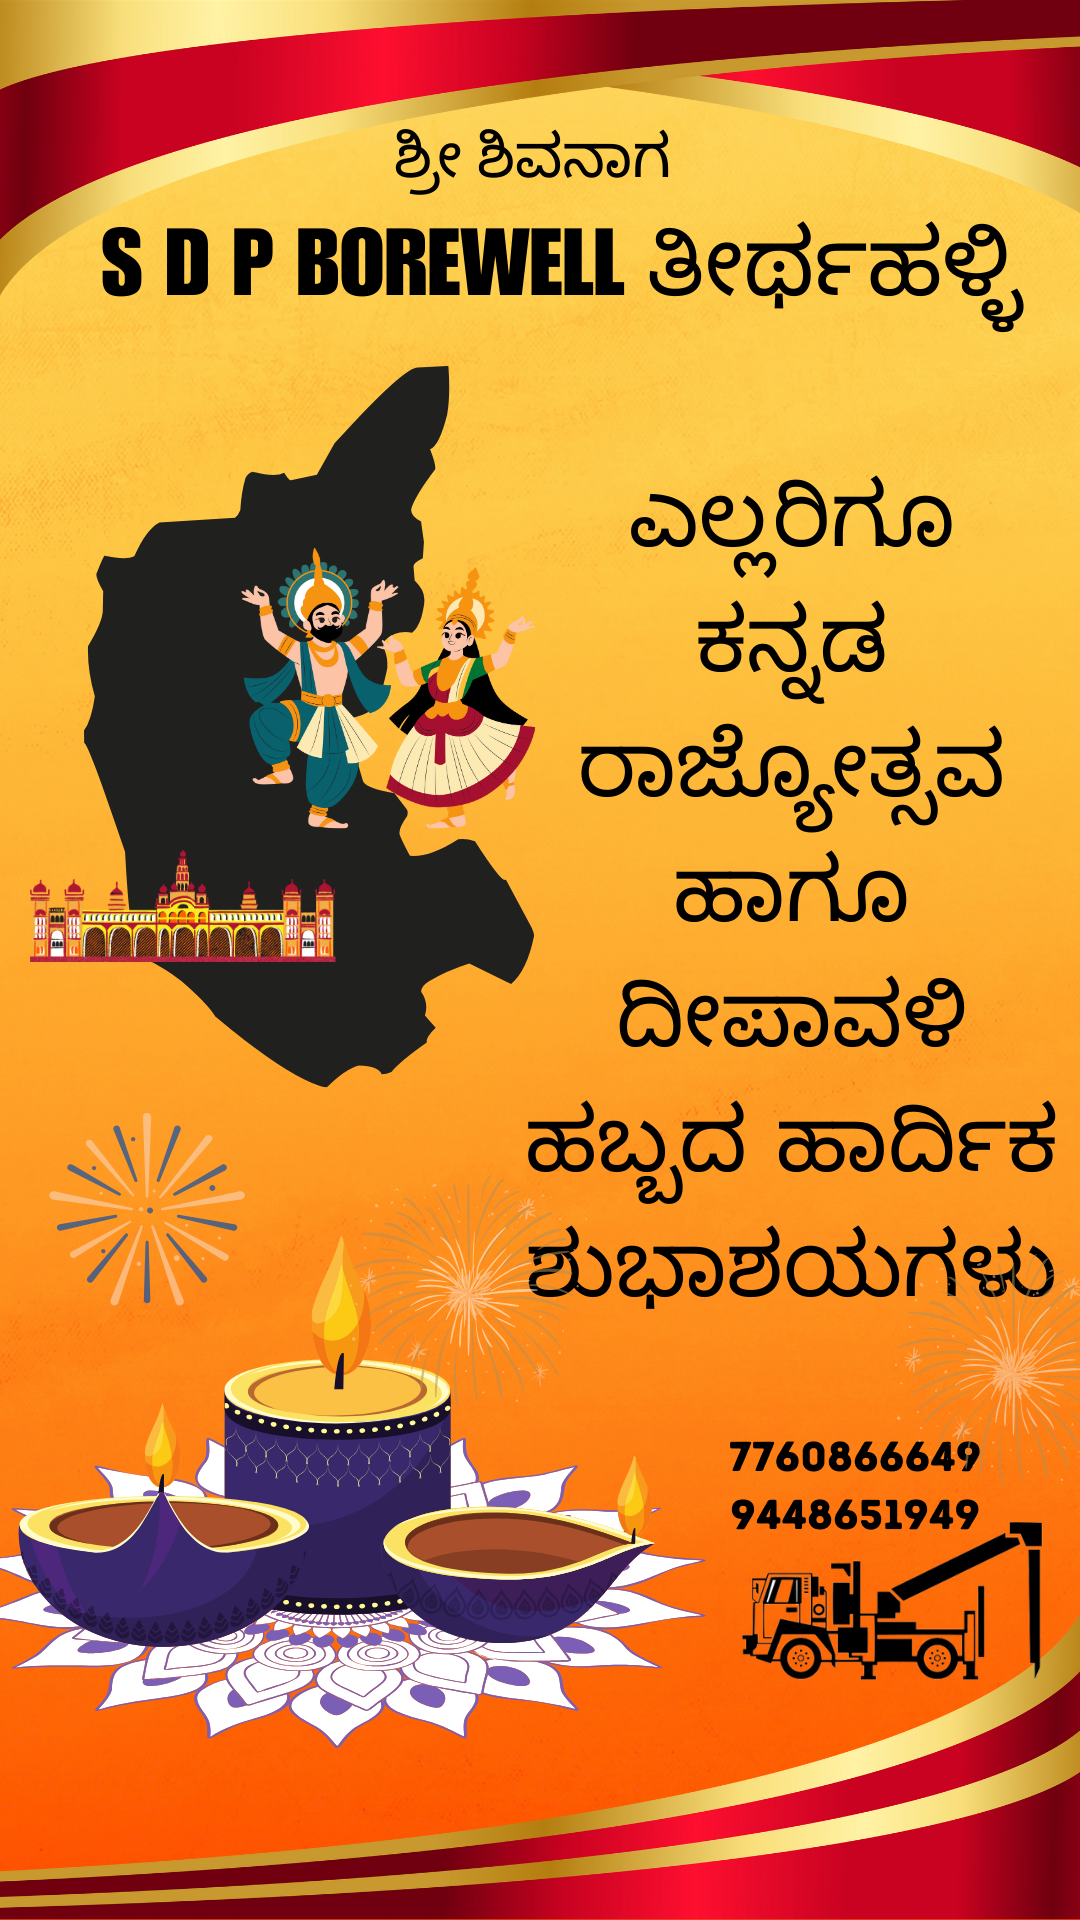 ಶ್ರೀ ಶಿವನಾಗ
S D P BOREWELL ತೀರ್ಥಹಳ್ಳಿ
ಎಲ್ಲರಿಗೂ
ಕನ್ನಡ
ರಾಜ್ಯೋತ್ಸವ
ಹಾಗೂ
ದೀಪಾವಳಿ
ಹಬ್ಬದ ಹಾರ್ದಿಕ
ಶುಭಾಶಯಗಳು
7760866649
9448651949